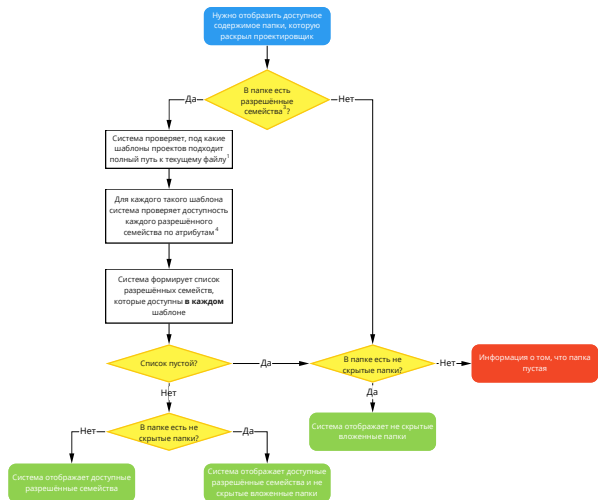 Нужно отобразить доступное
содержимое папки, которую
раскрыл проектировщик
В папке есть
разрешённые
семейства³?
Да
Нет
Система проверяет, под какие
шаблоны проектов подходит
полный путь к текущему файлу¹
Для каждого такого шаблона
система проверяет доступность
каждого разрешённого
семейства по атрибутам⁴
Система формирует список
разрешённых семейств,
которые доступны в каждом
шаблоне
Список пустой?
Да
В папке есть не
скрытые папки?
Нет
Информация о том, что папка
пустая
Нет
Да
В папке есть не
скрытые папки?
Нет
Да
Система отображает не скрытые
вложенные папки
Система отображает доступные
разрешённые семейства
Система отображает доступные
разрешённые семейства и не
скрытые вложенные папки